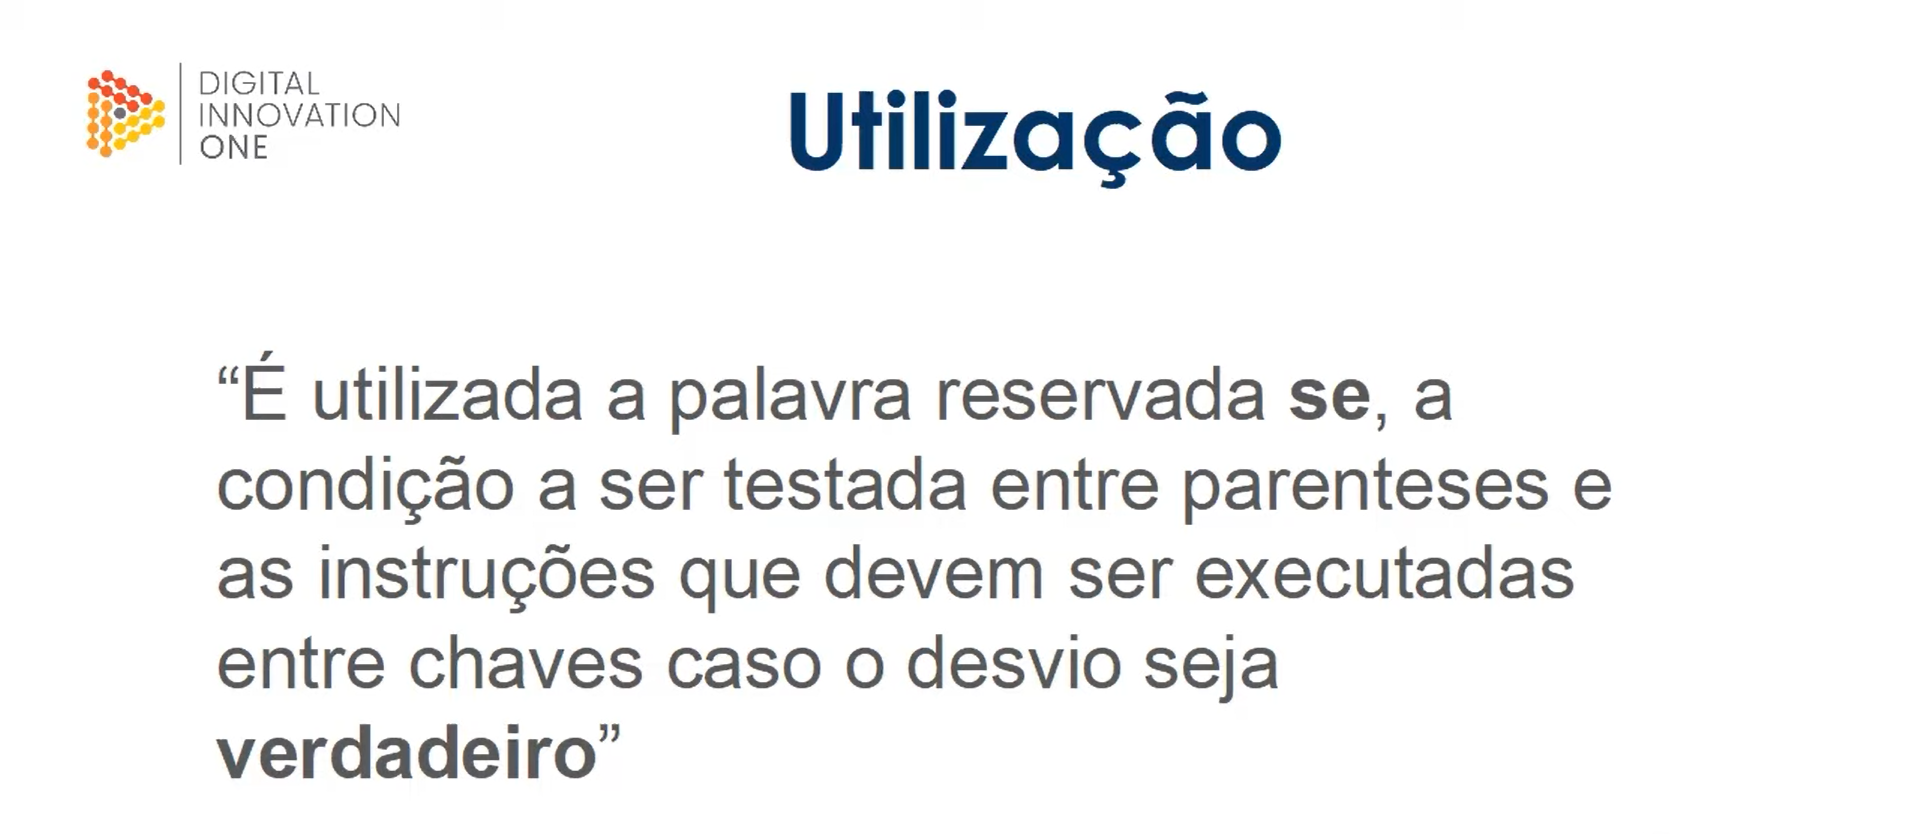 DIGITAL
INNOVATION
ONE
Utilização
“É utilizada a palavra reservada se, a
condição a ser testada entre parenteses e
as instruções que devem ser executadas
entre chaves caso o desvio seja
verdadeiro”